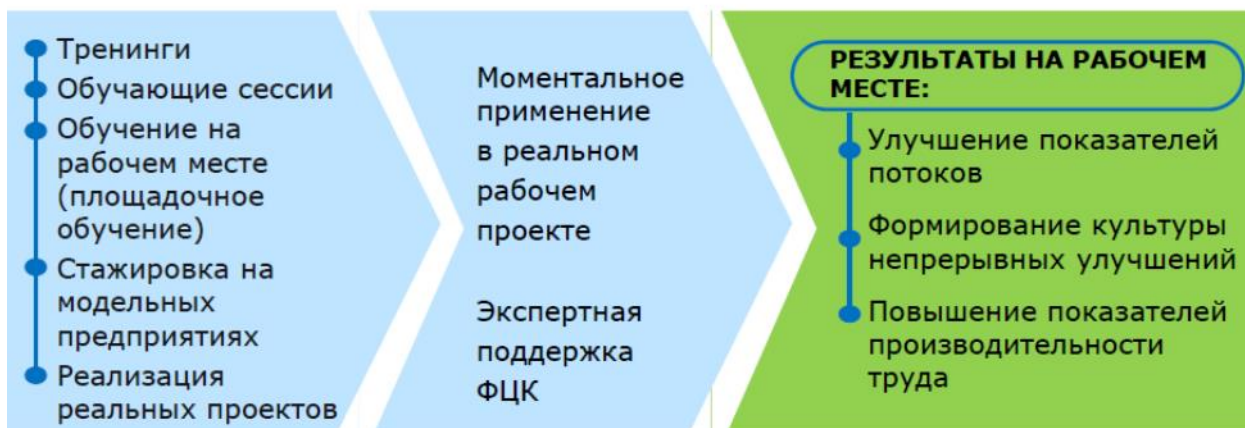 Тренинги
Обучающие сессии
Обучение на
рабочем месте
(площадочное
обучение)
Стажировка на
модельных
предприятиях
Реализация
реальных проектов
Моментальное
применение
в реальном
рабочем
проекте
Экспертная
поддержка
ФЦК
РЕЗУЛЬТАТЫ НА РАБОЧЕМ
МЕСТЕ:
Улучшение показателей
потоков
Формирование культуры
непрерывных улучшений
Повышение показателей
производительности
труда